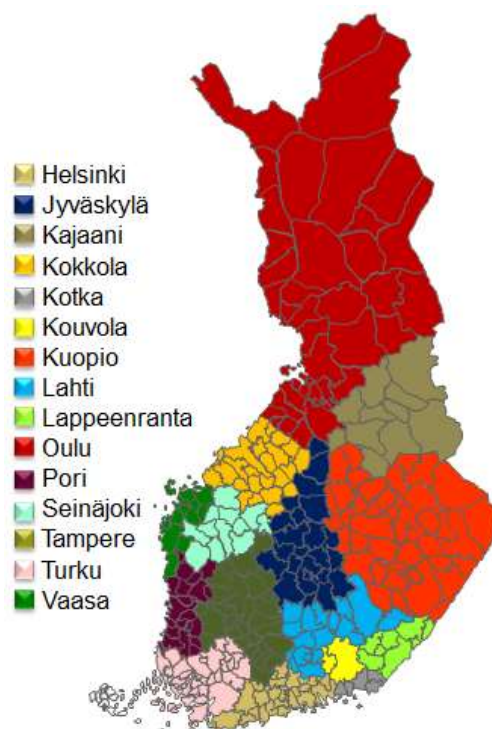 Helsinki
Jyväskylä
Kajaani
Kokkola
Kotka
Kouvola
Kuopio
Lahti
Lappeenranta
Oulu
Pori
Seinäjoki
Tampere
Turku
Vaasa